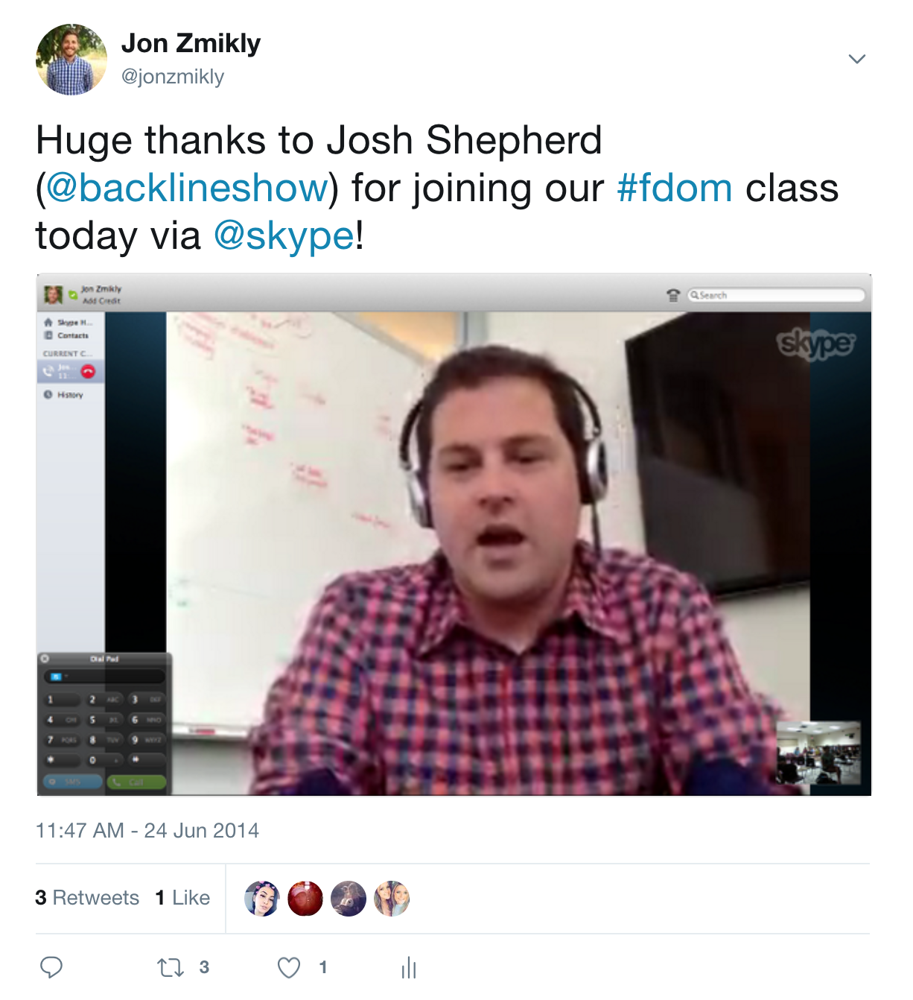 Jon Zmikly
@jonzmikly
Huge thanks to Josh Shepherd
(@backlineshow) for joining our #fdom class
today via @skype!
Jon Zmikly
Add Credit
Search
Skype H...
Contacts
CURRENT C...
Jos...
11:...
History
skype
Dial Pad
1 2 ABC 3 DEF
4 GHI 5 JKL 6 MNO
7 PQRS 8 TUV 9 WXYZ
* 0 + #
SMS Call
11:47 AM - 24 Jun 2014
3 Retweets 1 Like
3 1